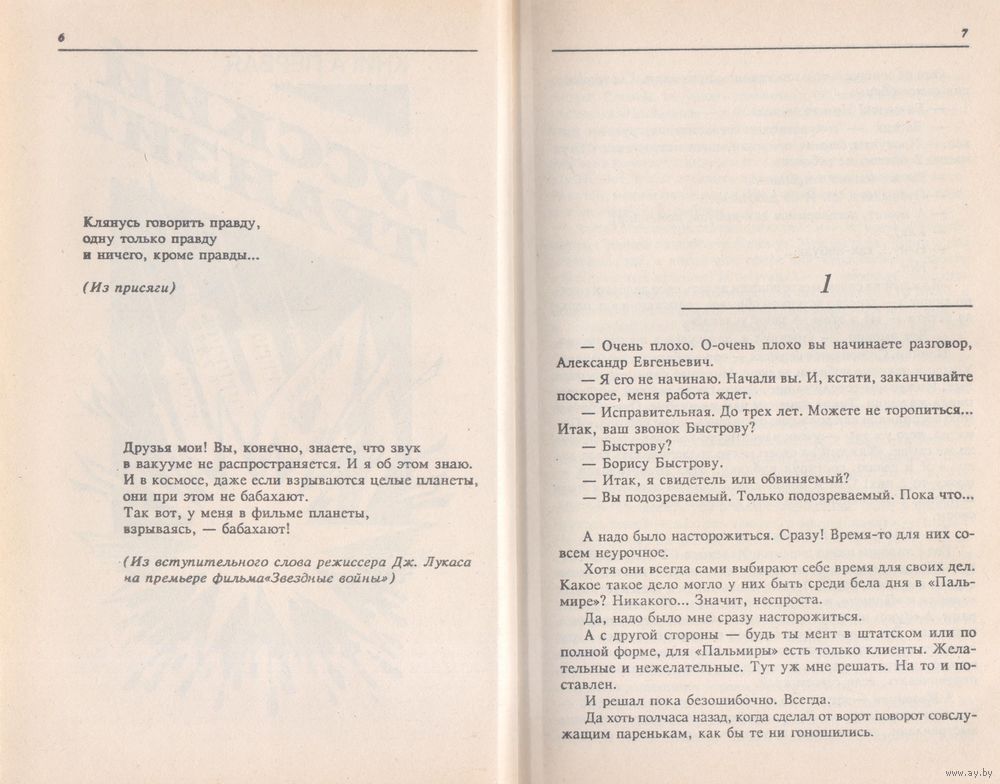 6
Клянусь говорить правду,
одну только правду
и ничего, кроме правды...
(Из присяги)
Друзья мои! Вы, конечно, знаете, что звук
в вакууме не распространяется. И я об этом знаю.
И в космосе, даже если взрываются целые планеты,
они при этом не бабахают.
Так вот, у меня в фильме планеты,
взрываясь, — бабахают!
(Из вступительного слова режиссера Дж. Лукаса
на премьере фильма«Звездные войны»)
7
1
— Очень плохо. О-очень плохо вы начинаете разговор,
Александр Евгеньевич.
— Я его не начинаю. Начали вы. И, кстати, заканчивайте
поскорее, меня работа ждет.
— Исправительная. До трех лет. Можете не торопиться...
Итак, ваш звонок Быстрову?
— Быстрову?
— Борису Быстрову.
— Итак, я свидетель или обвиняемый?
— Вы подозреваемый. Только подозреваемый. Пока что...
А надо было насторожиться. Сразу! Время-то для них со-
всем неурочное.
Хотя они всегда сами выбирают себе время для своих дел.
Какое такое дело могло у них быть среди бела дня в «Паль-
мире»? Никакого... Значит, неспроста.
Да, надо было мне сразу насторожиться.
А с другой стороны — будь ты мент в штатском или по
полной форме, для «Пальмиры» есть только клиенты. Жела-
тельные и нежелательные. Тут уж мне решать. На то и по-
ставлен.
И решал пока безошибочно. Всегда.
Да хоть полчаса назад, когда сделал от ворот поворот совслу-
жащим паренькам, как бы те ни гоношились.
www.ay.by